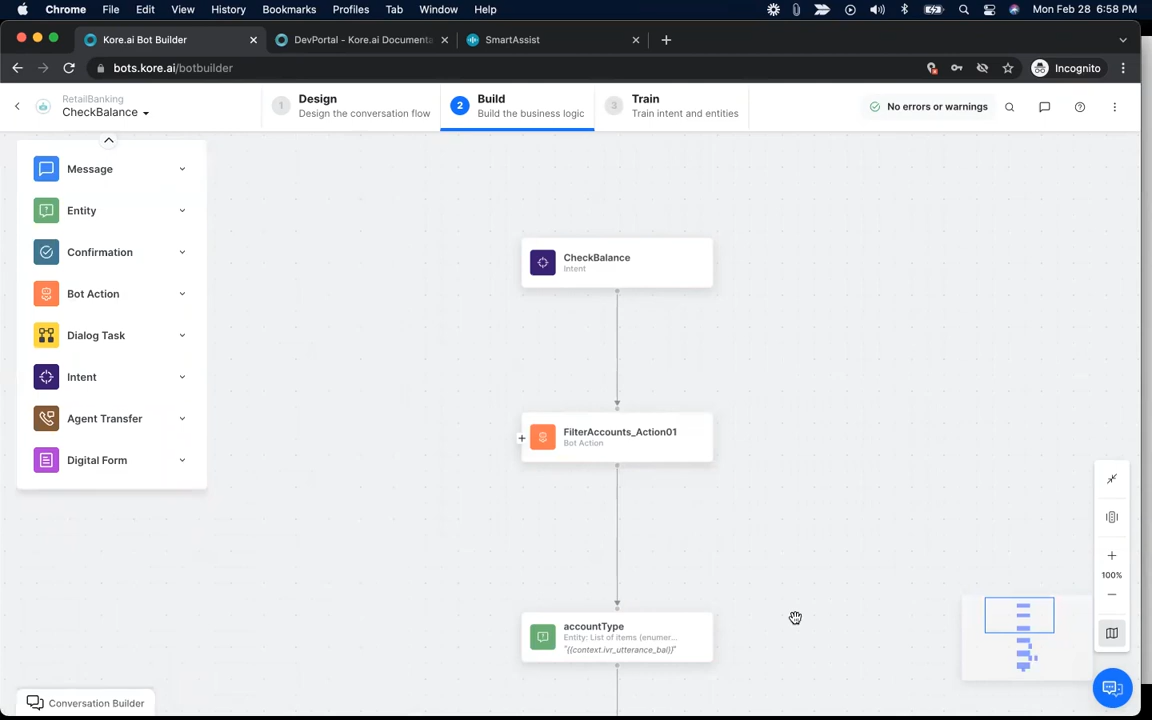 Chrome File Edit View History Bookmarks Profiles Tab Window Help Mon Feb 28 6:58 PM
Kore.ai Bot Builder DevPortal - Kore.ai Documenta SmartAssist
bots.kore.ai/botbuilder Incognito
RetailBanking
CheckBalance
1 Design
Design the conversation flow
2 Build
Build the business logic
3 Train
Train intent and entities
No errors or warnings
Message
Entity
Confirmation
Bot Action
Dialog Task
Intent
Agent Transfer
Digital Form
CheckBalance
Intent
FilterAccounts_Action01
Bot Action
accountType
Entity: List of items (enumer...
"{{context.ivr_utterance_bal}}"
100%
Conversation Builder